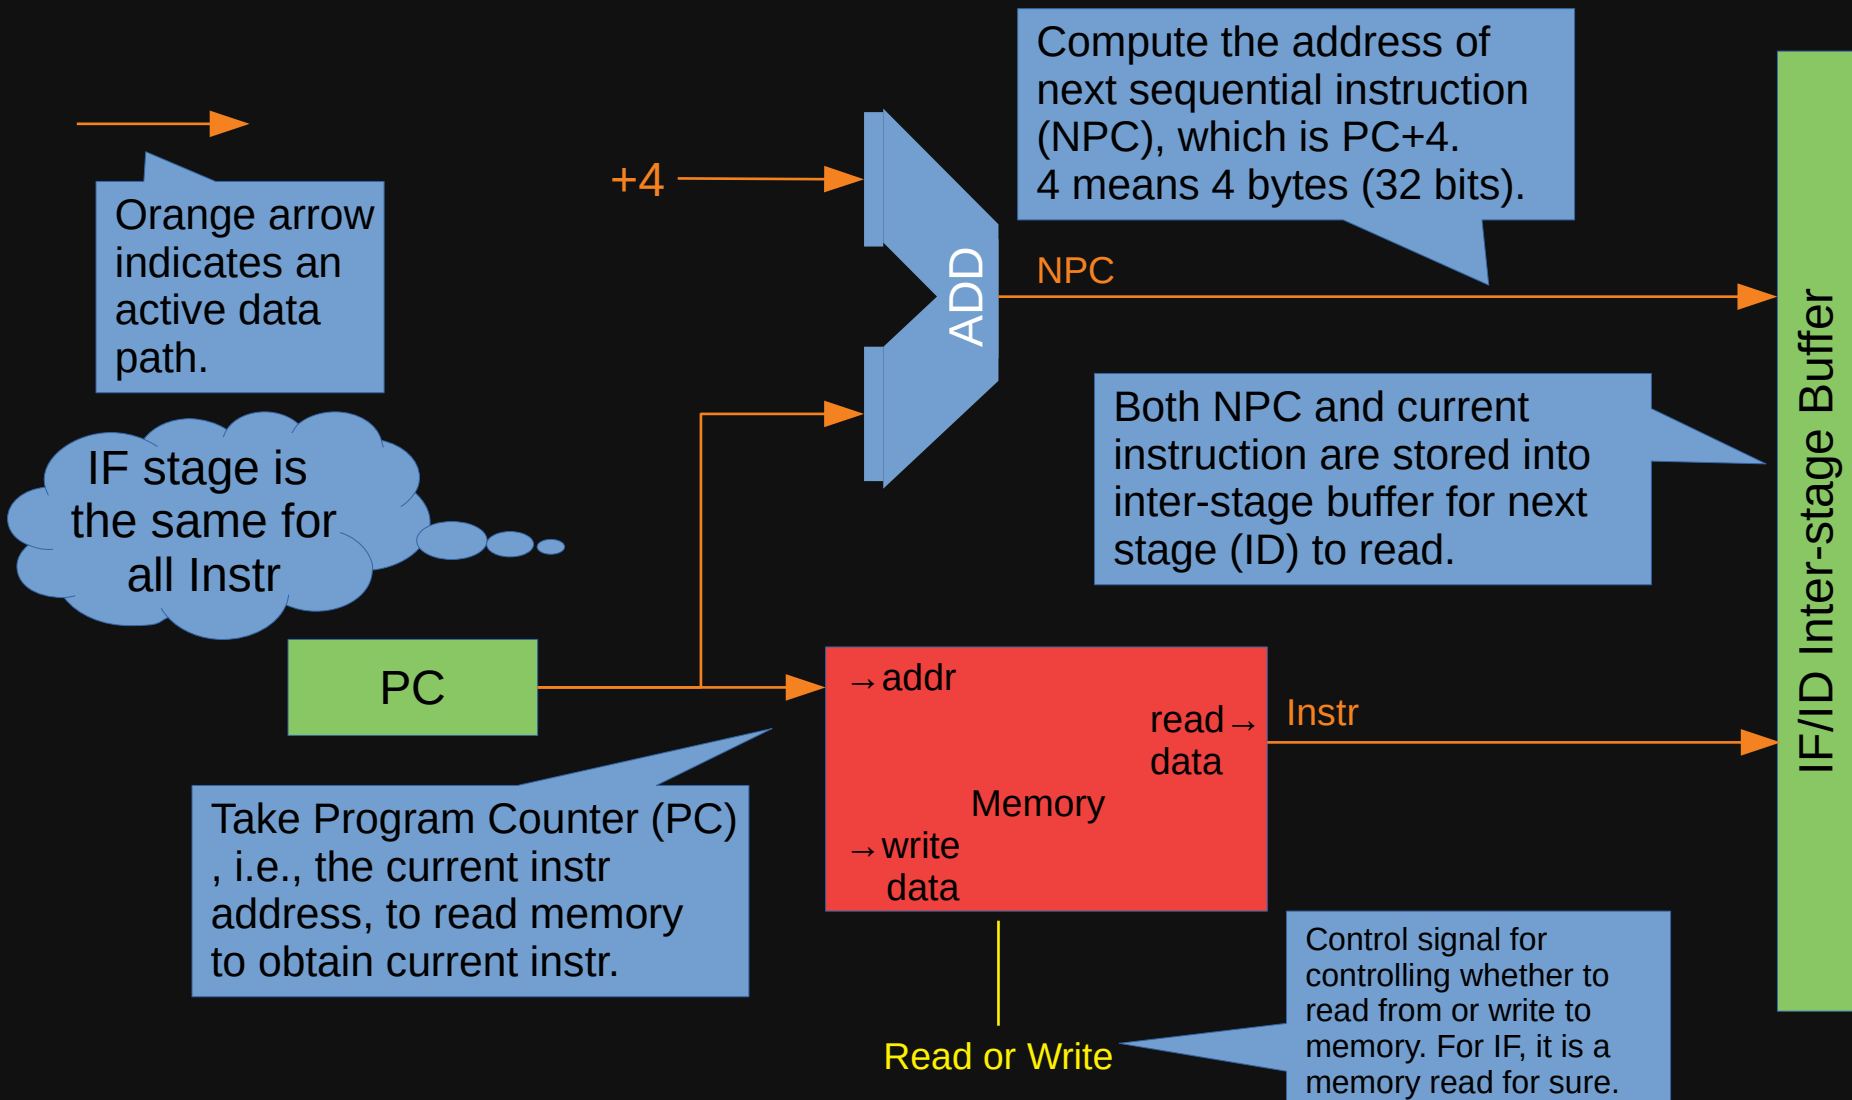 Compute the address of
next sequential instruction
(NPC), which is PC+4.
4 means 4 bytes (32 bits).
+4
Orange arrow
indicates an
active data
path.
ADD
NPC
IF/ID Inter-stage Buffer
Both NPC and current
instruction are stored into
inter-stage buffer for next
stage (ID) to read.
IF stage is
the same for
all Instr
PC
→addr
read→
data
Memory
→write
data
Instr
Take Program Counter (PC)
, i.e., the current instr
address, to read memory
to obtain current instr.
Read or Write
Control signal for
controlling whether to
read from or write to
memory. For IF, it is a
memory read for sure.